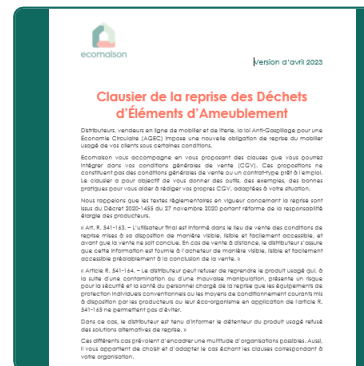 ecomaison
Version d'avril 2023
Clausier de la reprise des Déchets
d'Éléments d'Ameublement
Distributeurs, vendeurs en ligne de mobilier et de literie, la loi Anti-Gaspillage pour une
Économie Circulaire (AGEC) impose une nouvelle obligation de reprise du mobilier
usagé de vos clients sous certaines conditions.
Ecomaison vous accompagne en vous proposant des clauses que vous pourrez
intégrer dans vos conditions générales de vente (CGV). Ces propositions ne
constituent pas des conditions générales de vente ou un contrat-type prêt à l'emploi.
Le clausier a pour objectif de vous donner des outils, des exemples, des bonnes
pratiques pour vous aider à rédiger vos propres CGV, adaptées à votre situation.
Nous rappelons que les textes réglementaires en vigueur concernant la reprise sont
issus du Décret 2020-1455 du 27 novembre 2020 portant réforme de la responsabilité
élargie des producteurs.
« Art. R. 541-163. – L'utilisateur final est informé dans le lieu de vente des conditions de
reprise mises à sa disposition de manière visible, lisible et facilement accessible, et
avant que la vente ne soit conclue. En cas de vente à distance, le distributeur s'assure
que cette information est fournie à l'acheteur de manière visible, lisible et facilement
accessible préalablement à la conclusion de la vente. »
« Article R. 541-164. – Le distributeur peut refuser de reprendre le produit usagé qui, à
la suite d'une contamination ou d'une mauvaise manipulation, présente un risque
pour la sécurité et la santé du personnel chargé de la reprise que les équipements de
protection individuels conventionnels ou les moyens de conditionnement courants mis
à disposition par les producteurs ou leur éco-organisme en application de l'article R.
541-165 ne permettent pas d'éviter.
Dans ce cas, le distributeur est tenu d'informer le détenteur du produit usagé refusé
des solutions alternatives de reprise. »
Ces différents cas prévalent d'encadrer une multitude d'organisations possibles. Aussi,
il vous appartient de choisir et d'adapter le cas échant les clauses correspondant à
votre organisation.